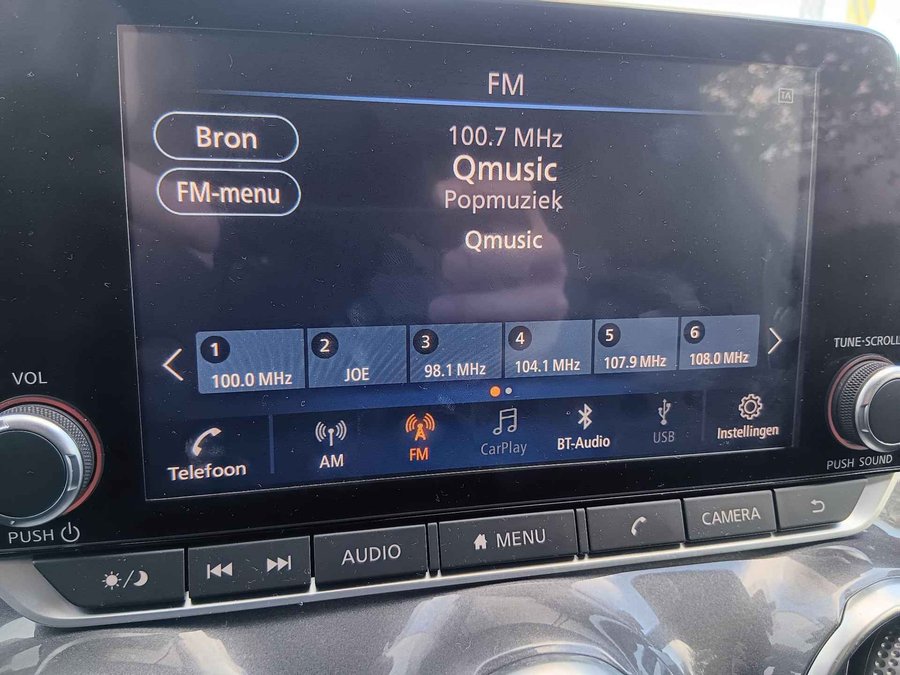 FM
TA
Bron
100.7 MHz
Qmusic
FM-menu
Popmuziek
Qmusic
1
100.0 MHz
2
JOE
3
98.1 MHz
4
104.1 MHz
5
107.9 MHz
6
108.0 MHz
Telefoon
AM
FM
CarPlay
BT-Audio
USB
Instellingen
VOL
PUSH
TUNE·SCROLL
PUSH SOUND
AUDIO
MENU
CAMERA